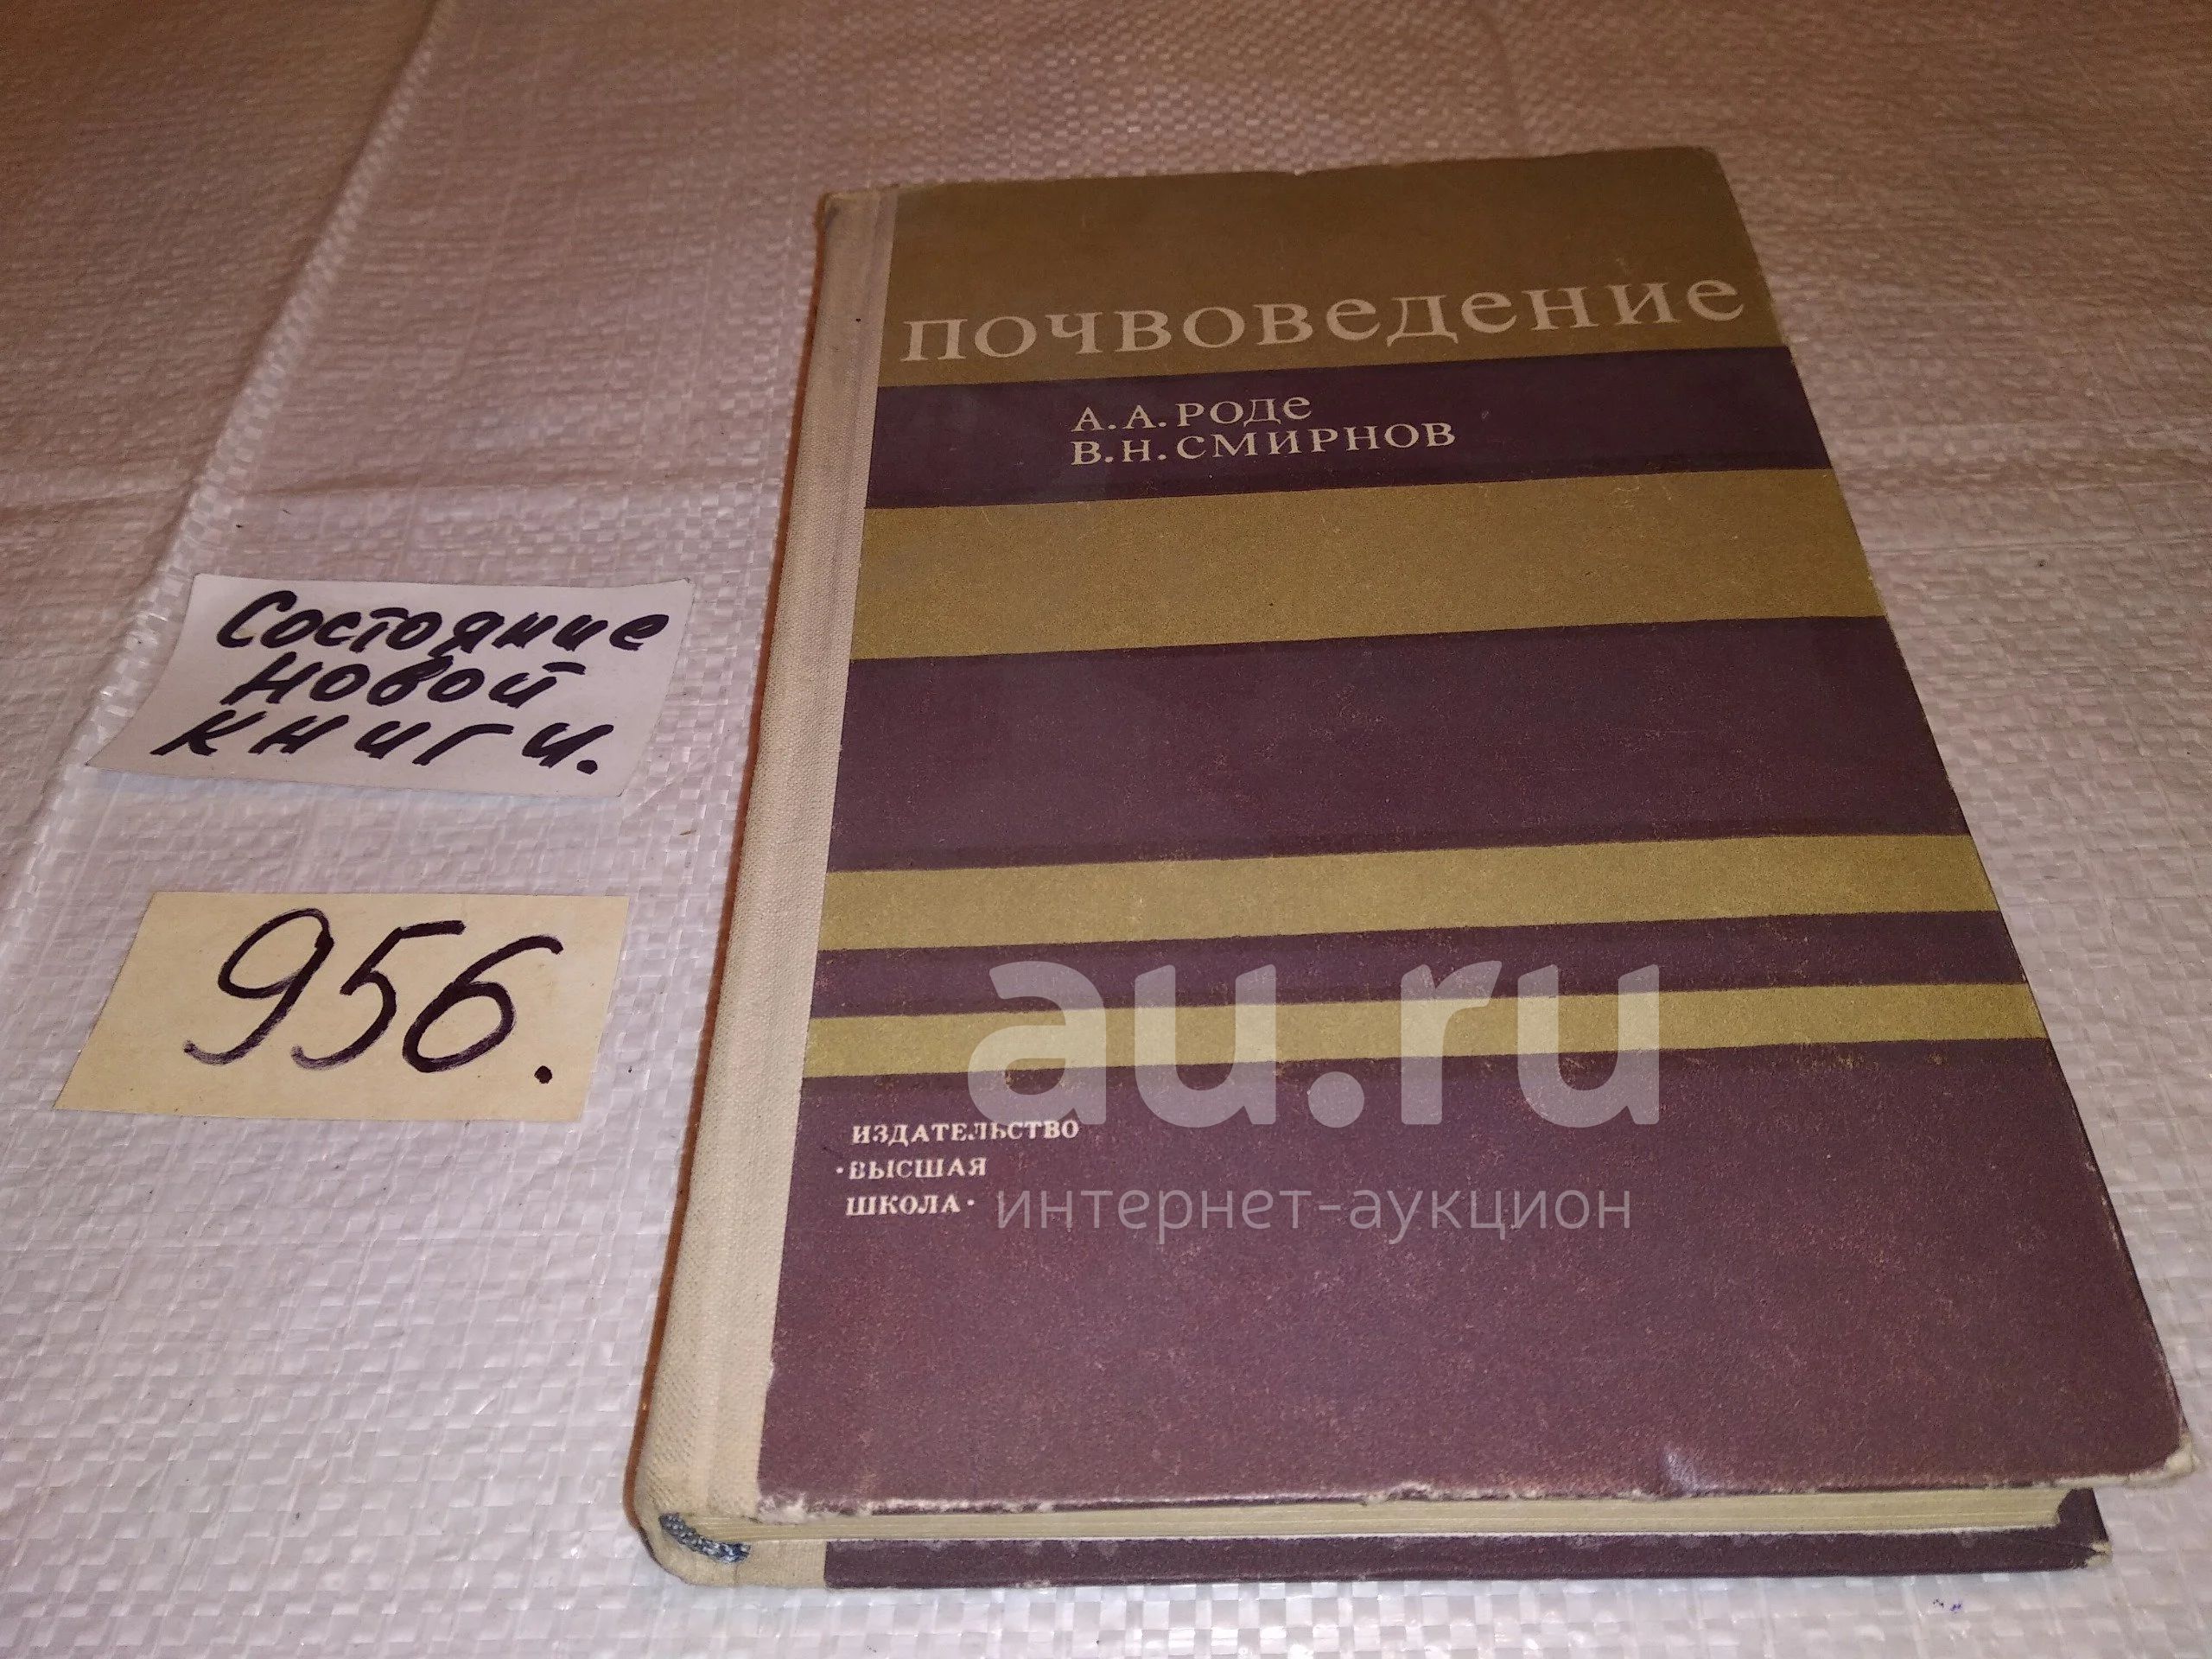 почвоведение
А.А.Роде
В.Н.Смирнов
Состояние
новой
книги.
956.
au.ru
ИЗДАТЕЛЬСТВО
·ВЫСШАЯ
ШКОЛА·
интернет-аукцион